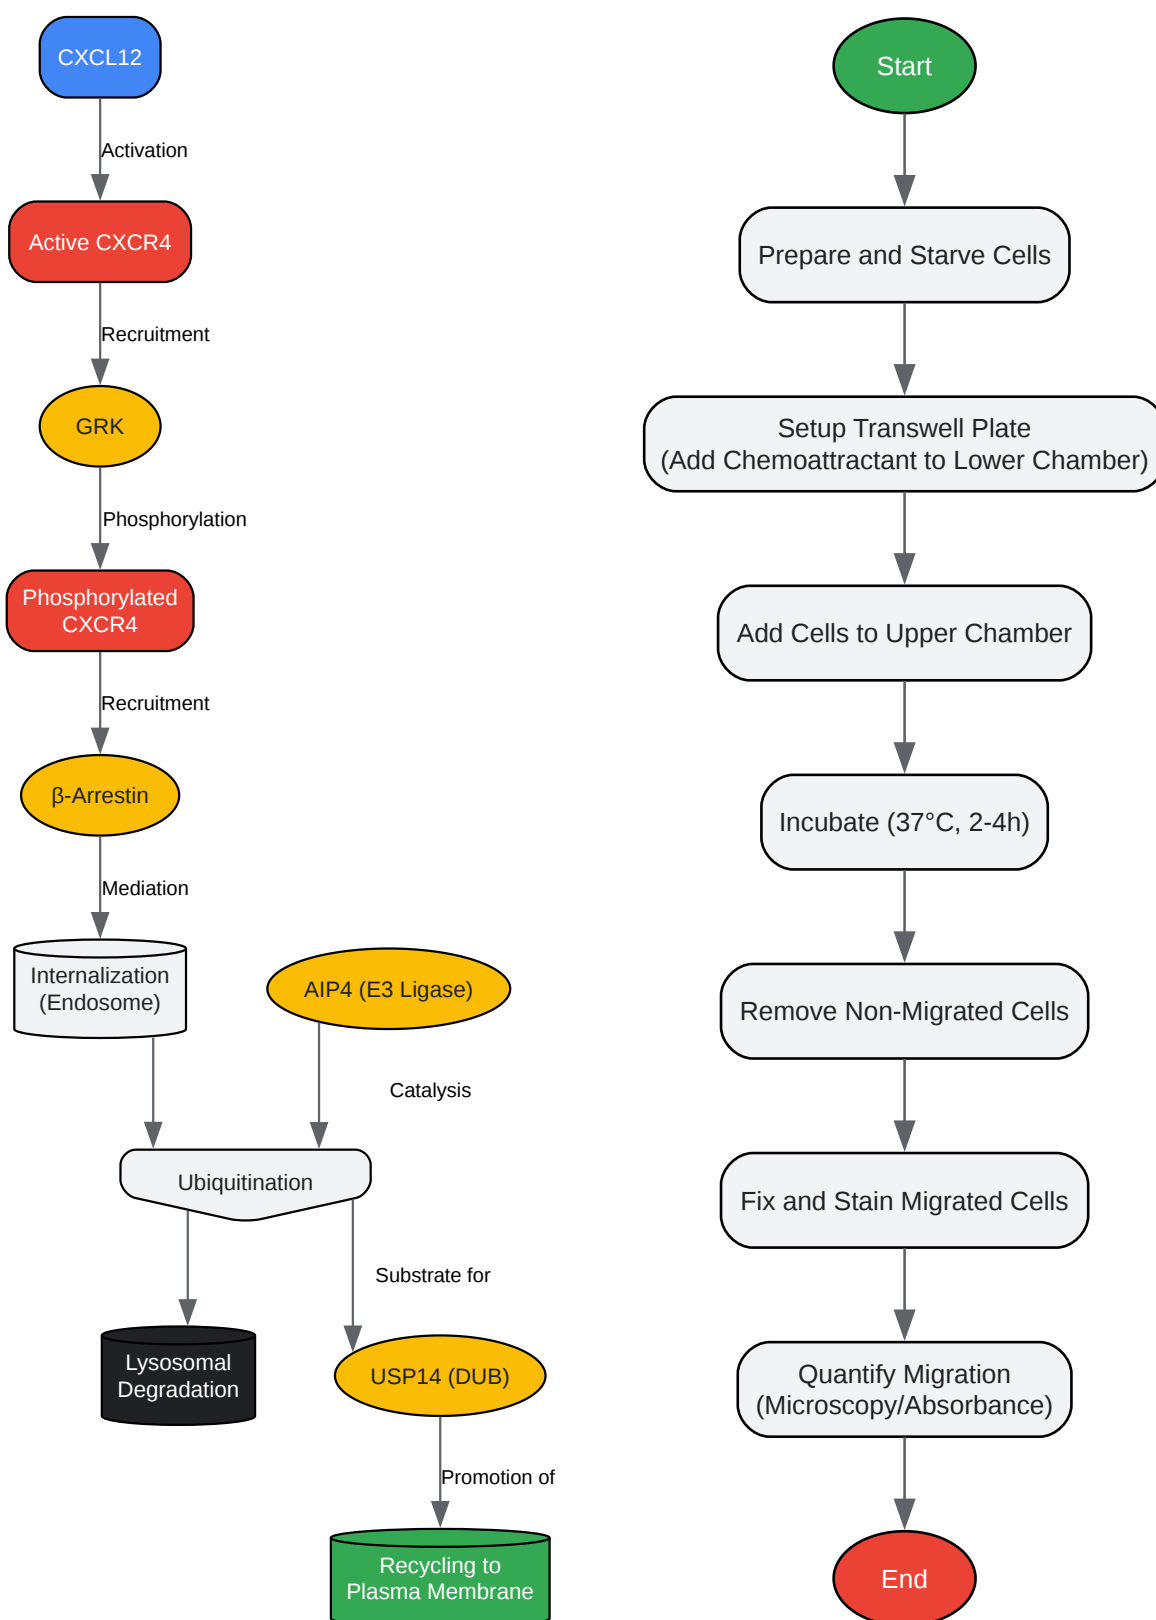 CXCL12
Activation
Active CXCR4
Recruitment
GRK
Phosphorylation
Phosphorylated
CXCR4
Recruitment
β-Arrestin
Mediation
Internalization
(Endosome)
AIP4 (E3 Ligase)
Catalysis
Ubiquitination
Substrate for
Lysosomal
Degradation
USP14 (DUB)
Promotion of
Recycling to
Plasma Membrane
Start
Prepare and Starve Cells
Setup Transwell Plate
(Add Chemoattractant to Lower Chamber)
Add Cells to Upper Chamber
Incubate (37°C, 2-4h)
Remove Non-Migrated Cells
Fix and Stain Migrated Cells
Quantify Migration
(Microscopy/Absorbance)
End